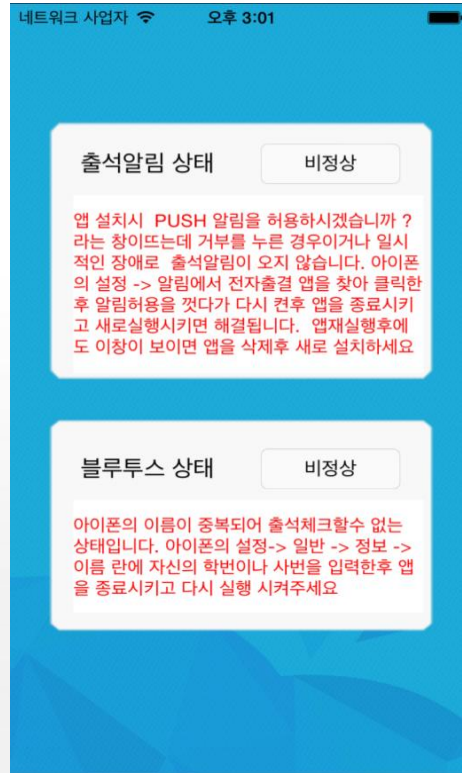 네트워크 사업자 오후 3:01
출석알림 상태 비정상
앱 설치시 PUSH 알림을 허용하시겠습니까 ?
라는 창이뜨는데 거부를 누른 경우이거나 일시
적인 장애로 출석알림이 오지 않습니다. 아이폰
의 설정 -> 알림에서 전자출결 앱을 찾아 클릭한
후 알림허용을 껏다가 다시 켠후 앱을 종료시키
고 새로실행시키면 해결됩니다. 앱재실행후에
도 이창이 보이면 앱을 삭제후 새로 설치하세요
블루투스 상태 비정상
아이폰의 이름이 중복되어 출석체크할수 없는
상태입니다. 아이폰의 설정-> 일반 -> 정보 ->
이름 란에 자신의 학번이나 사번을 입력한후 앱
을 종료시키고 다시 실행 시켜주세요